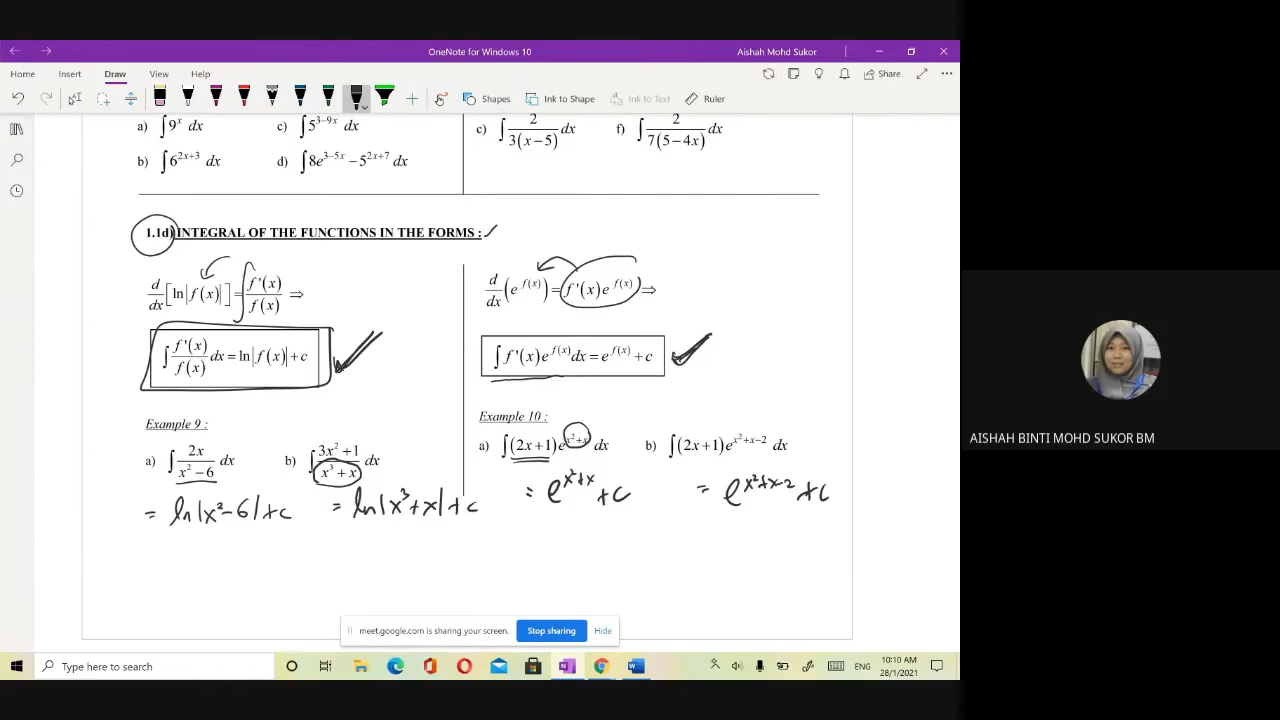 OneNote for Windows 10
Aishah Mohd Sukor
Home Insert Draw View Help
Share
Shapes Ink to Shape Ink to Text Ruler
a) ∫ 9^x dx c) ∫ 5^{3−9x} dx
b) ∫ 6^{2x+3} dx d) ∫ 8e^{3−5x} − 5^{2x+7} dx
c) ∫ 2/(3(x−5)) dx f) ∫ 2/(7(5−4x)) dx
1.1d) INTEGRAL OF THE FUNCTIONS IN THE FORMS :
d/dx [ln|f(x)|] = ∫ f'(x)/f(x) ⇒
∫ f'(x)/f(x) dx = ln|f(x)| + c
Example 9 :
a) ∫ 2x/(x²−6) dx b) ∫ (3x²+1)/(x³+x) dx
= ln|x²−6|+c = ln|x³+x|+c
d/dx (e^{f(x)}) = f'(x)e^{f(x)} ⇒
∫ f'(x)e^{f(x)} dx = e^{f(x)} + c
Example 10 :
a) ∫ (2x+1)e^{x²+x} dx b) ∫ (2x+1)e^{x²+x−2} dx
= e^{x²+x} + c = e^{x²+x−2} + c
AISHAH BINTI MOHD SUKOR BM
meet.google.com is sharing your screen. Stop sharing Hide
Type here to search
ENG
10:10 AM
28/1/2021